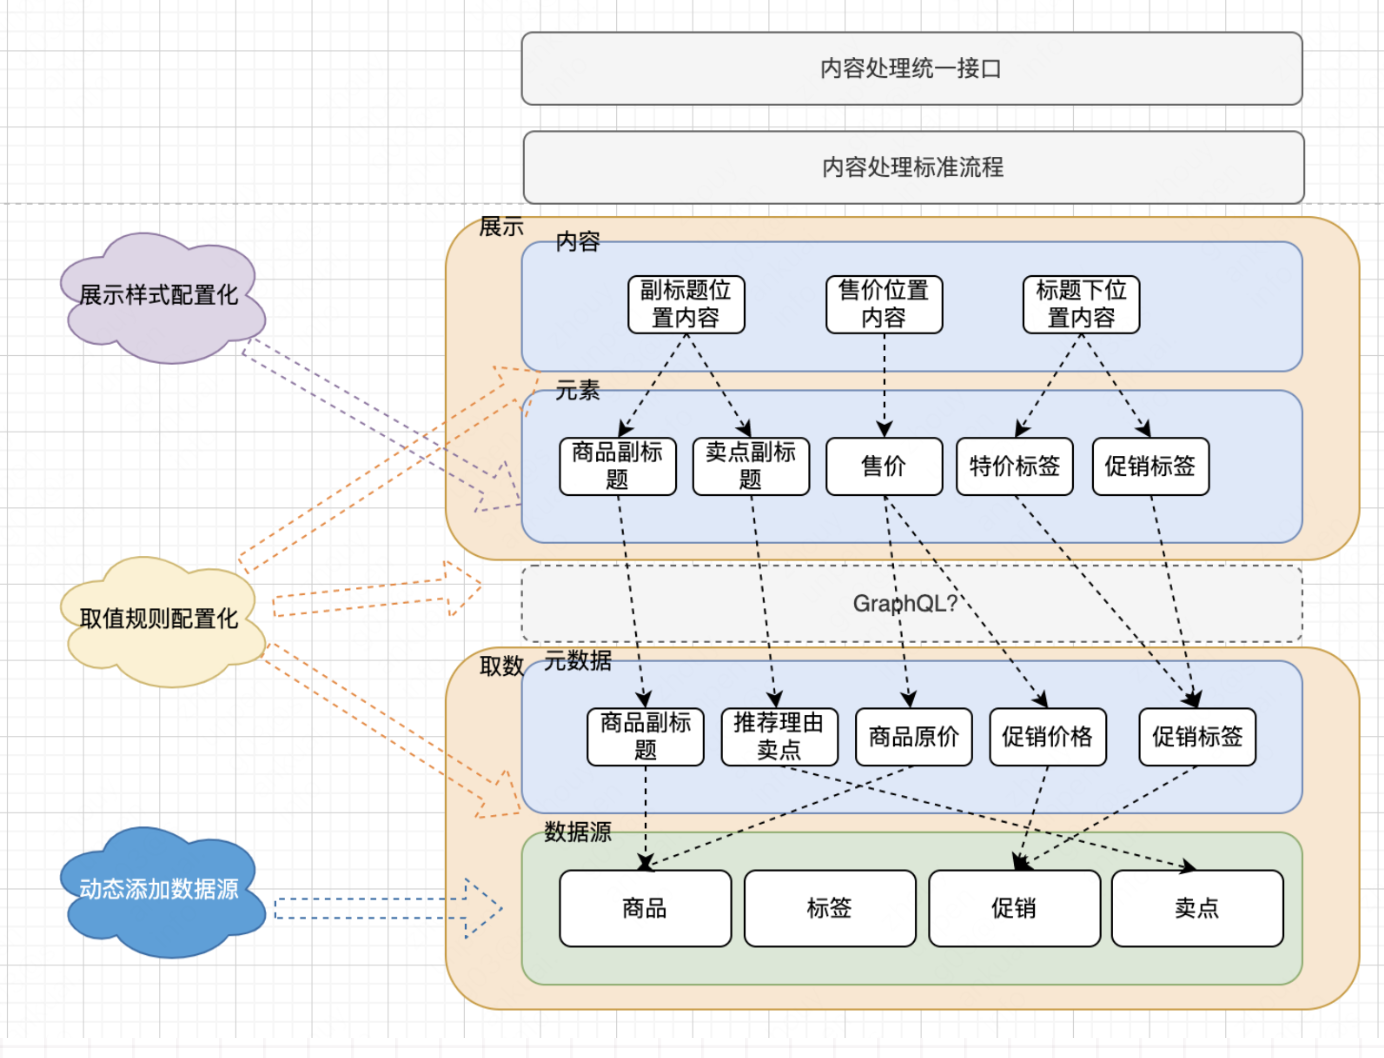 内容处理统一接口
内容处理标准流程
展示
内容
展示样式配置化
副标题位
置内容
售价位置
内容
标题下位
置内容
元素
商品副标
题
卖点副标
题
售价
特价标签
促销标签
取值规则配置化
GraphQL?
取数
元数据
商品副标
题
推荐理由
卖点
商品原价
促销价格
促销标签
数据源
动态添加数据源
商品
标签
促销
卖点